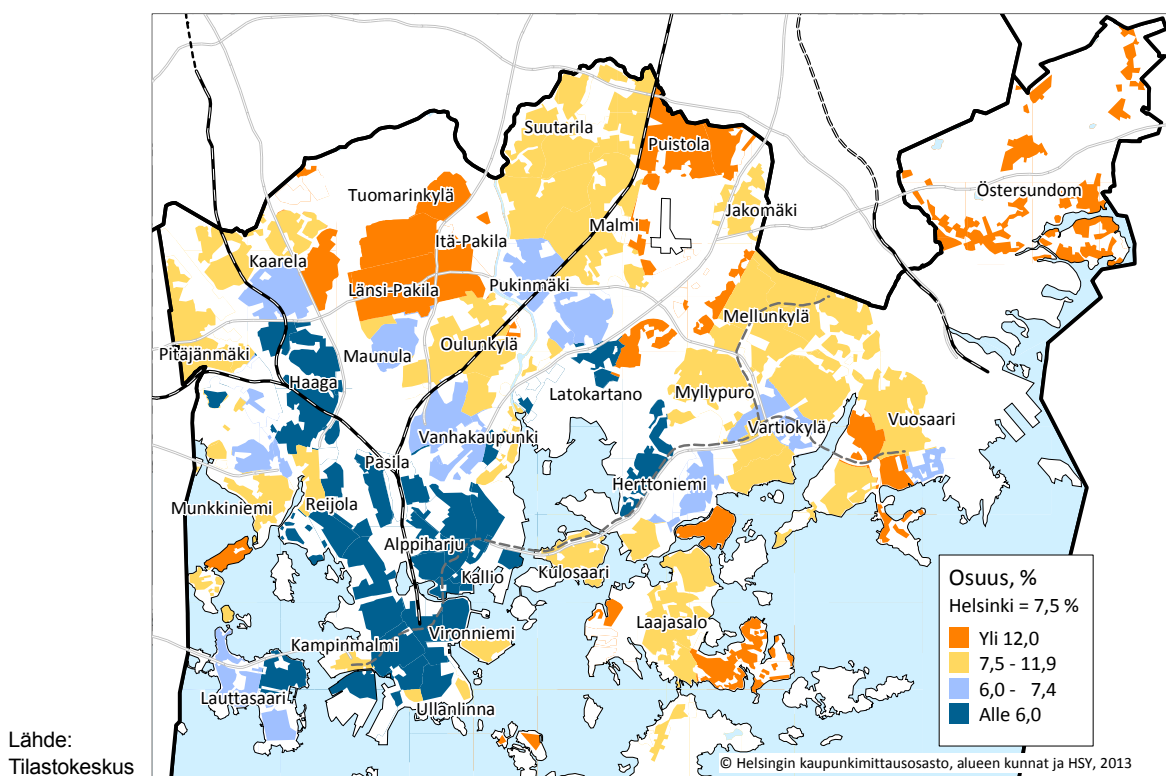 Suutarila
Puistola
Tuomarinkylä
Östersundom
Jakomäki
Malmi
Itä-Pakila
Kaarela
Pukinmäki
Länsi-Pakila
Mellunkylä
Oulunkylä
Pitäjänmäki
Maunula
Haaga
Latokartano
Myllypuro
Vuosaari
Vartiokylä
Vanhakaupunki
Pasila
Herttoniemi
Munkkiniemi
Reijola
Alppiharju
Kallio
Kulosaari
Laajasalo
Vironniemi
Kampinmalmi
Lauttasaari
Ullanlinna
Osuus, %
Helsinki = 7,5 %
Yli 12,0
7,5 - 11,9
6,0 - 7,4
Alle 6,0
Lähde:
Tilastokeskus
© Helsingin kaupunkimittausosasto, alueen kunnat ja HSY, 2013